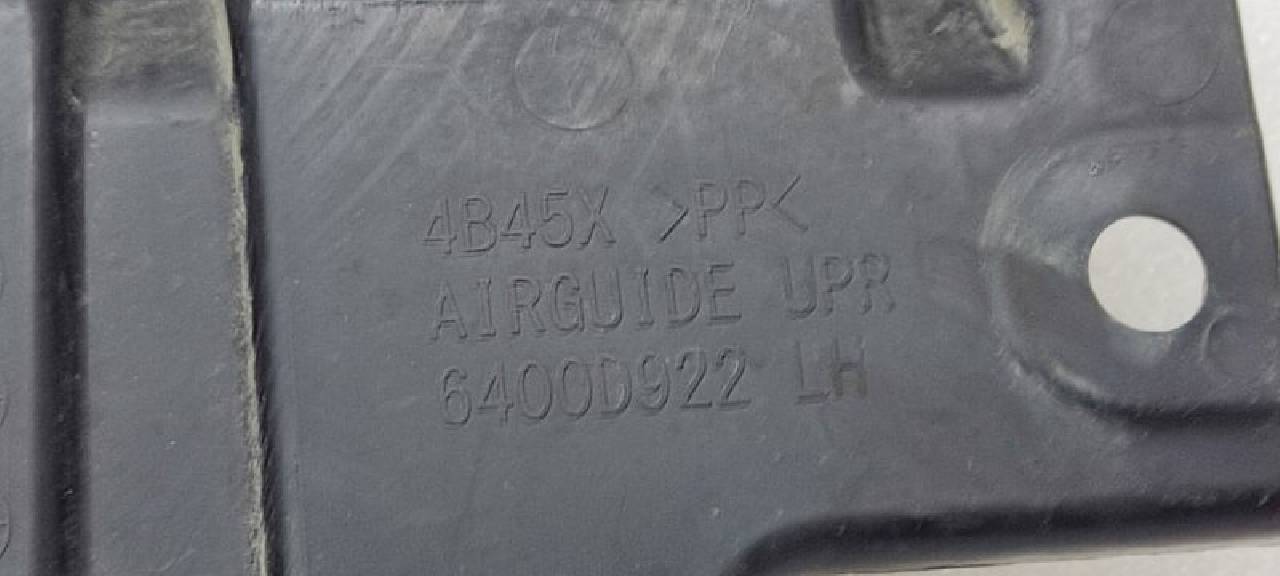 4B45X >PP<
AIRGUIDE UPR
6400D922 LH